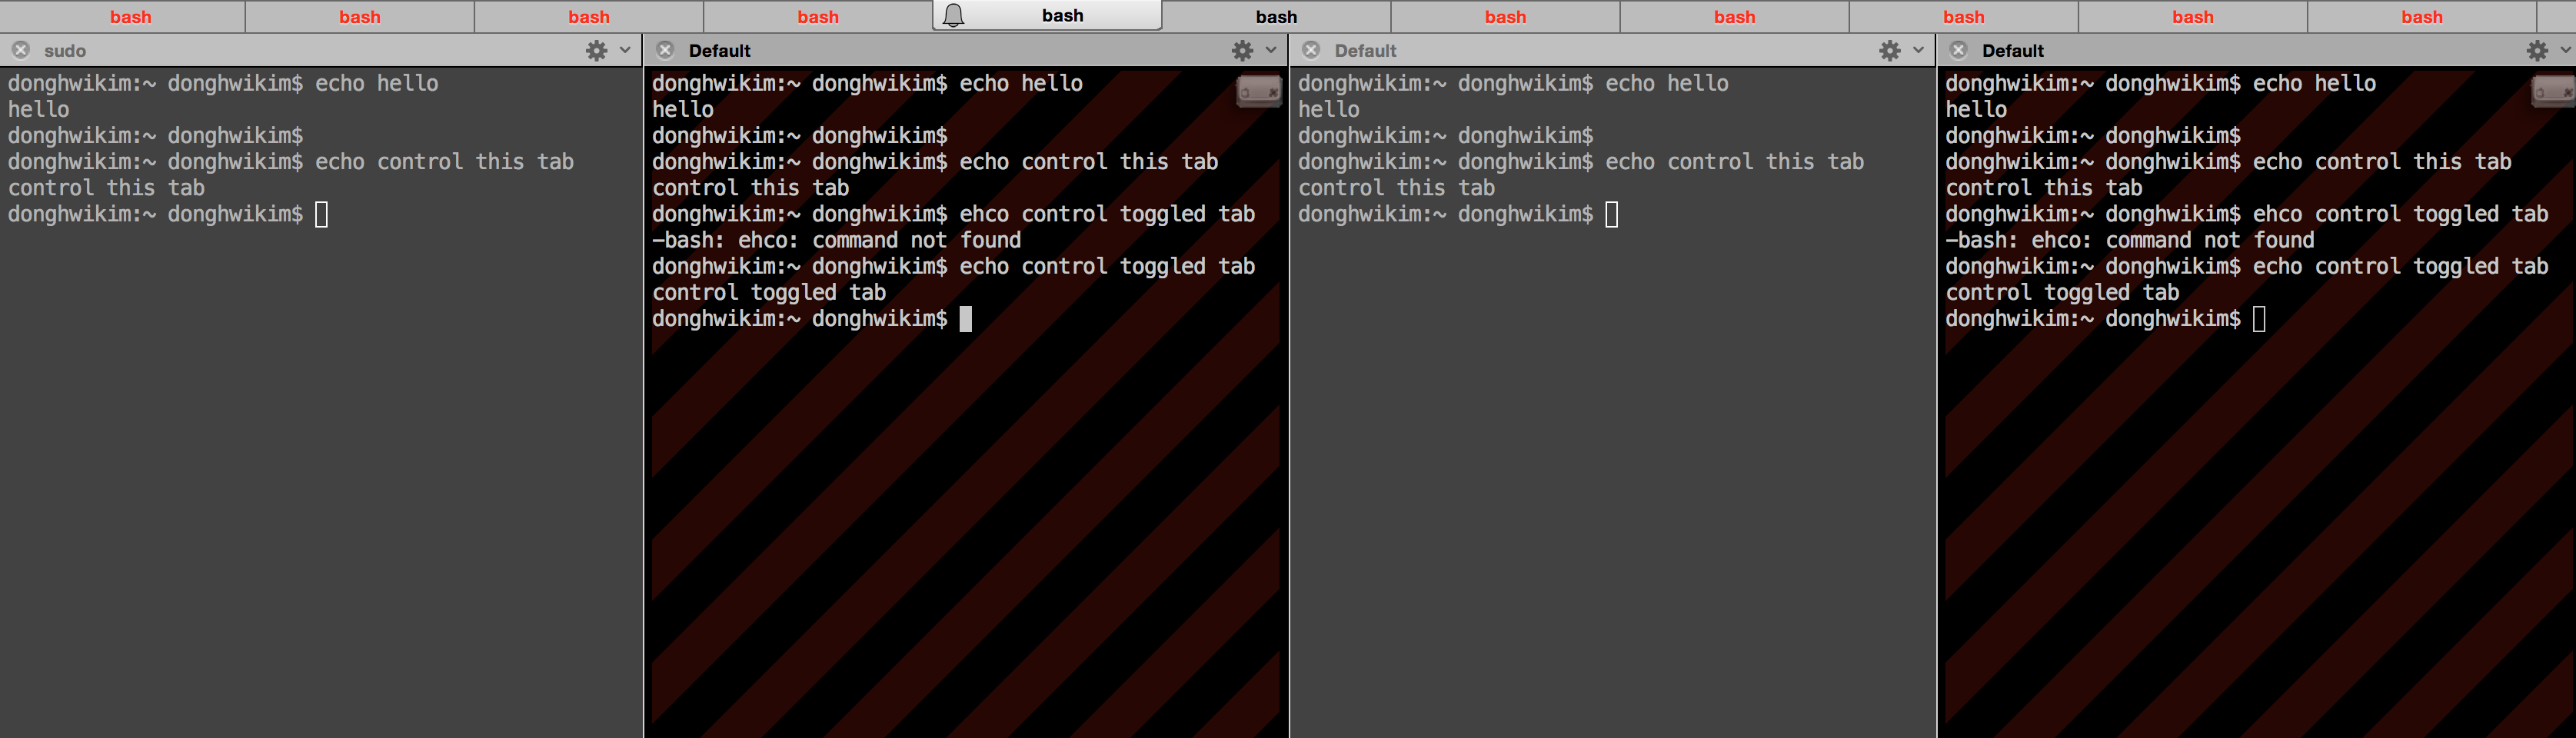 bash bash bash bash bash bash bash bash bash bash bash
sudo
donghwikim:~ donghwikim$ echo hello
hello
donghwikim:~ donghwikim$
donghwikim:~ donghwikim$ echo control this tab
control this tab
donghwikim:~ donghwikim$
Default
donghwikim:~ donghwikim$ echo hello
hello
donghwikim:~ donghwikim$
donghwikim:~ donghwikim$ echo control this tab
control this tab
donghwikim:~ donghwikim$ ehco control toggled tab
-bash: ehco: command not found
donghwikim:~ donghwikim$ echo control toggled tab
control toggled tab
donghwikim:~ donghwikim$
Default
donghwikim:~ donghwikim$ echo hello
hello
donghwikim:~ donghwikim$
donghwikim:~ donghwikim$ echo control this tab
control this tab
donghwikim:~ donghwikim$
Default
donghwikim:~ donghwikim$ echo hello
hello
donghwikim:~ donghwikim$
donghwikim:~ donghwikim$ echo control this tab
control this tab
donghwikim:~ donghwikim$ ehco control toggled tab
-bash: ehco: command not found
donghwikim:~ donghwikim$ echo control toggled tab
control toggled tab
donghwikim:~ donghwikim$